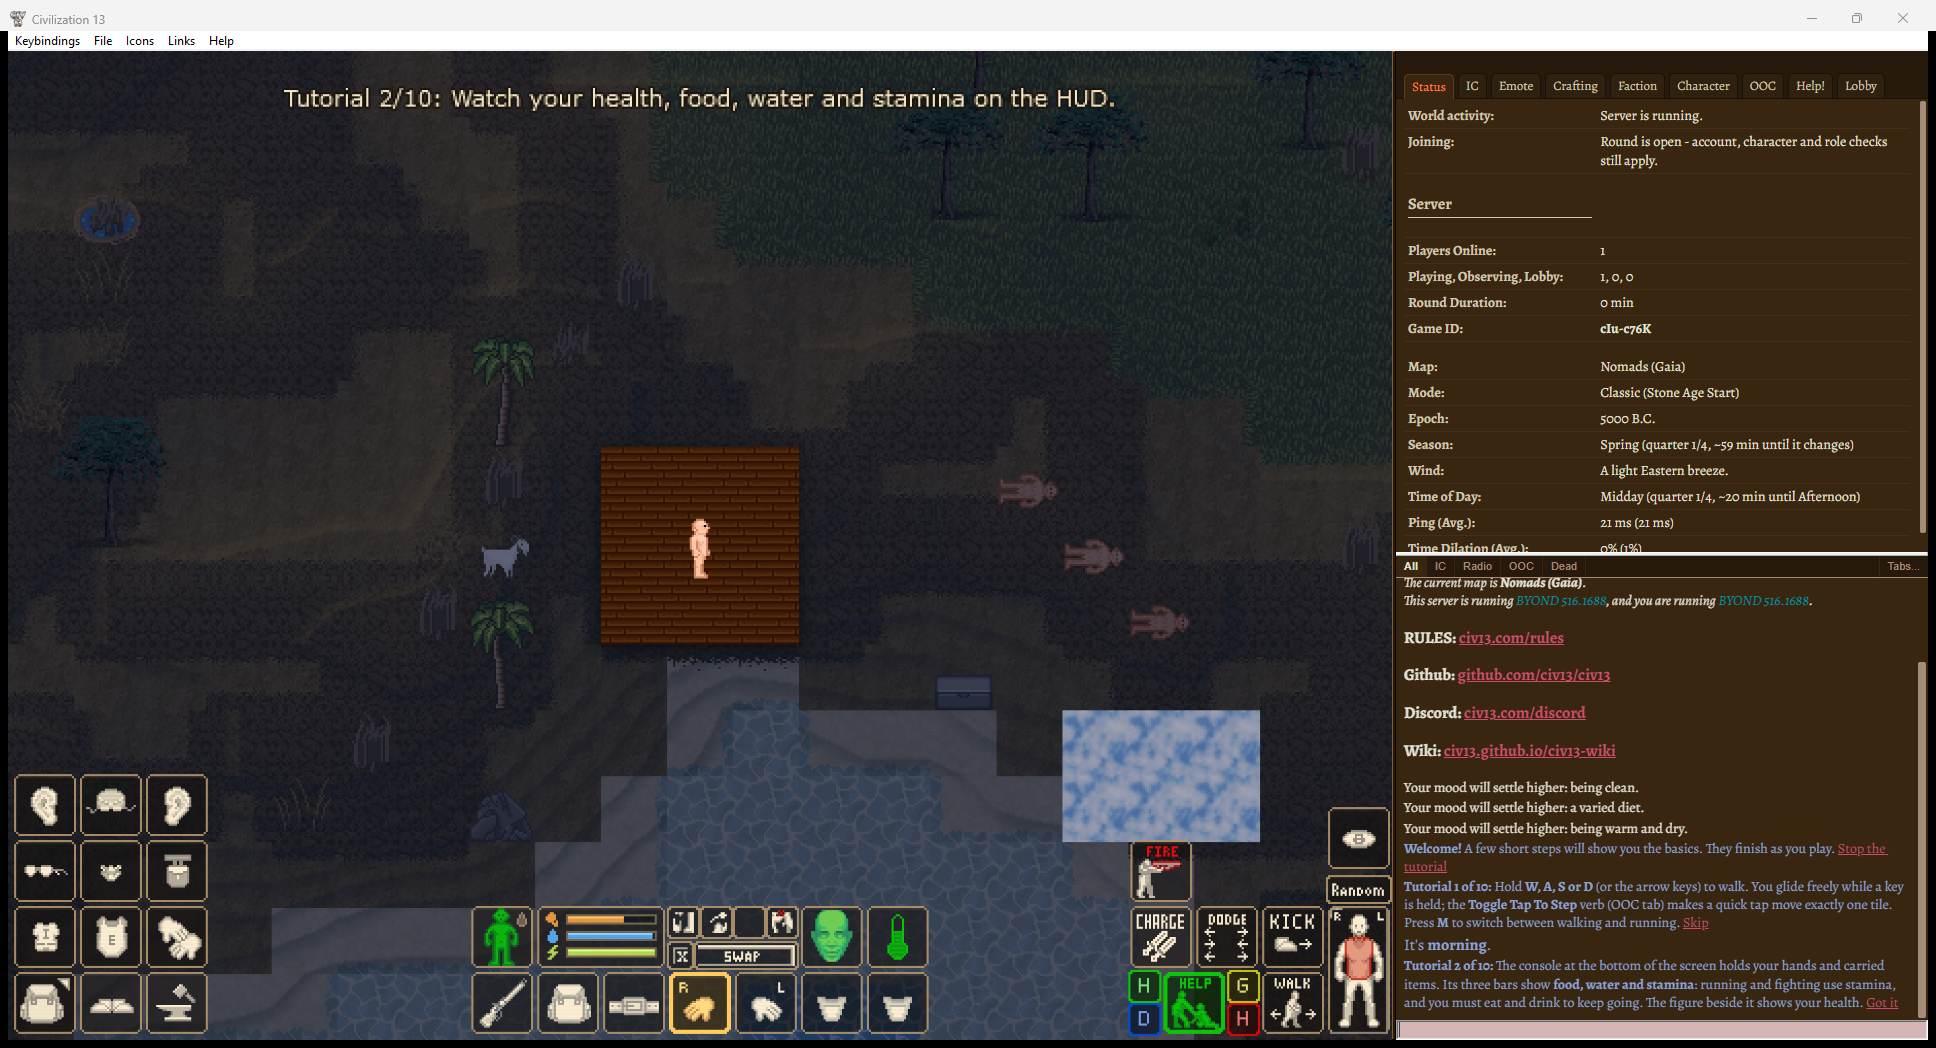 Civilization 13
Keybindings File Icons Links Help
Tutorial 2/10: Watch your health, food, water and stamina on the HUD.
Status IC Emote Crafting Faction Character OOC Help! Lobby
World activity: Server is running.
Joining: Round is open - account, character and role checks
still apply.
Server
Players Online: 1
Playing, Observing, Lobby: 1, 0, 0
Round Duration: 0 min
Game ID: cIu-c76K
Map: Nomads (Gaia)
Mode: Classic (Stone Age Start)
Epoch: 5000 B.C.
Season: Spring (quarter 1/4, ~59 min until it changes)
Wind: A light Eastern breeze.
Time of Day: Midday (quarter 1/4, ~20 min until Afternoon)
Ping (Avg.): 21 ms (21 ms)
Time Dilation (Avg.): 0% (1%)
All IC Radio OOC Dead Tabs...
The current map is Nomads (Gaia).
This server is running BYOND 516.1688, and you are running BYOND 516.1688.
RULES: civ13.com/rules
Github: github.com/civ13/civ13
Discord: civ13.com/discord
Wiki: civ13.github.io/civ13-wiki
Your mood will settle higher: being clean.
Your mood will settle higher: a varied diet.
Your mood will settle higher: being warm and dry.
Welcome! A few short steps will show you the basics. They finish as you play. Stop the
tutorial!
Tutorial 1 of 10: Hold W, A, S or D (or the arrow keys) to walk. You glide freely while a key
is held; the Toggle Tap To Step verb (OOC tab) makes a quick tap move exactly one tile.
Press M to switch between walking and running. Skip
It's morning.
Tutorial 2 of 10: The console at the bottom of the screen holds your hands and carried
items. Its three bars show food, water and stamina: running and fighting use stamina,
and you must eat and drink to keep going. The figure beside it shows your health. Got it
FIRE
B
Random
CHARGE DODGE KICK R L
I E
X SWAP
R L
H HELP G WALK
D H